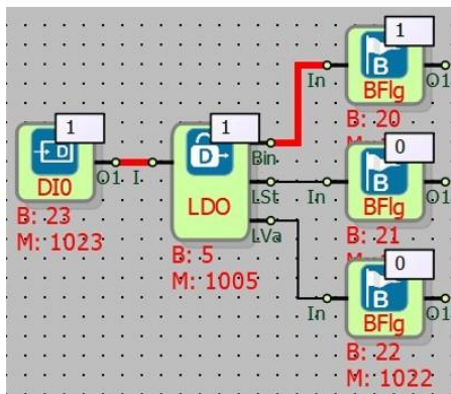 1
B
In
O1
BFlg
B: 20
1
D
O1
I
DI0
B: 23
M: 1023
1
D
LDO
Bin
LSt
LVa
B: 5
M: 1005
0
B
In
O1
BFlg
B: 21
0
B
In
O1
BFlg
B: 22
M: 1022